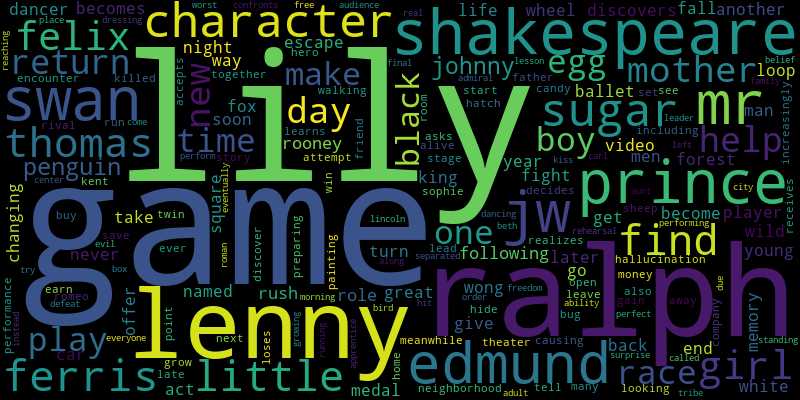 dancer becomes
worst confronts free audience
life wheel discovers fall another
place dressing
character
shakespeare
reaching
felix
night
way
escape
hero
real final admiral lesson father belief
johnny egg mother loop
return
accepts
together
make
black
room
walking
start
hatch
candy ballet set see family
increasingly
swan
new
lily
day
fox
soon
learns
friend
sugar mr
man
leader
including
thomas time
rival run come killed
rooney
attempt
asks
alive
year
boy video
help
penguin
perform story
stage
king fight men
forest
carl left
center kent
square
eventually
win
sophie
kiss aunt
prince
city
receives
changing
buy twin
take
game
painting
lincoln
dancing
decides
jw
get become player
sheep performing
wild
save
evil
ever
never
box
roman
discover
preparing
along
turn
one
beth rehearsal
separated
lead following
realizes
later
find
young
try
earn
romeo
defeat
named rush role great
wong
go
hallucination
money due
order freedom
hide
open leave also gain away
ability
ralph
performance
offer
lenny
morning
bird
hit
give
bug perfect
company
memory
standing
play
instead
everyone
car
point
next
growing
loses
running
apprentice
meanwhile theater causing
back
end
surprise called
ferris
late
grow
act
little
medal
home
edmund
neighborhood
adult
tell many
race girl
looking
tribe
white